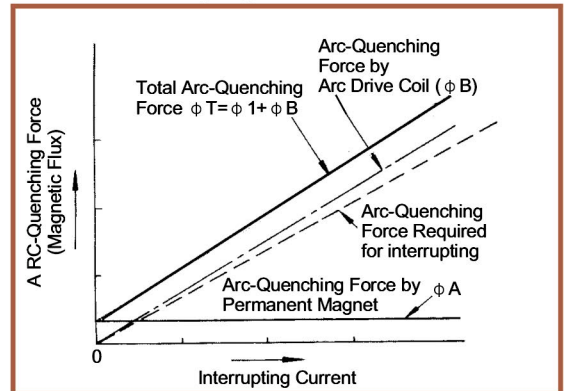 Arc-Quenching
Force by
Arc Drive Coil (φB)
Total Arc-Quenching
Force φT=φ1+φB
A RC-Quenching Force
(Magnetic Flux)
Arc-Quenching
Force Required
for interrupting
Arc-Quenching Force by
Permanent Magnet
φA
0
Interrupting Current